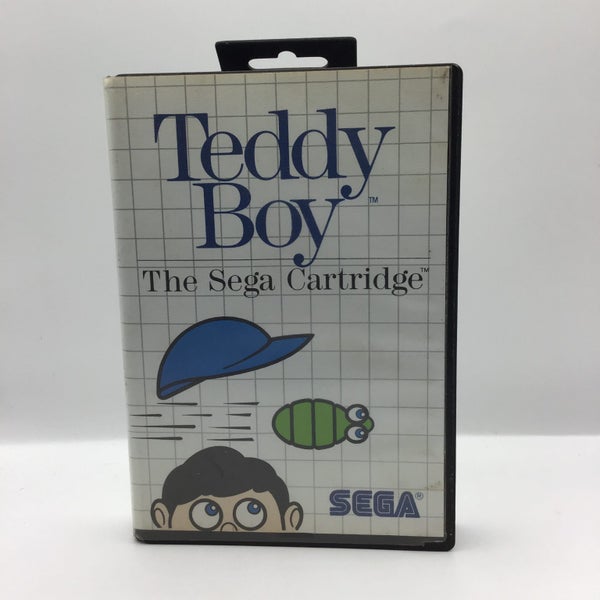 Teddy
Boy™
The Sega Cartridge™
SEGA®